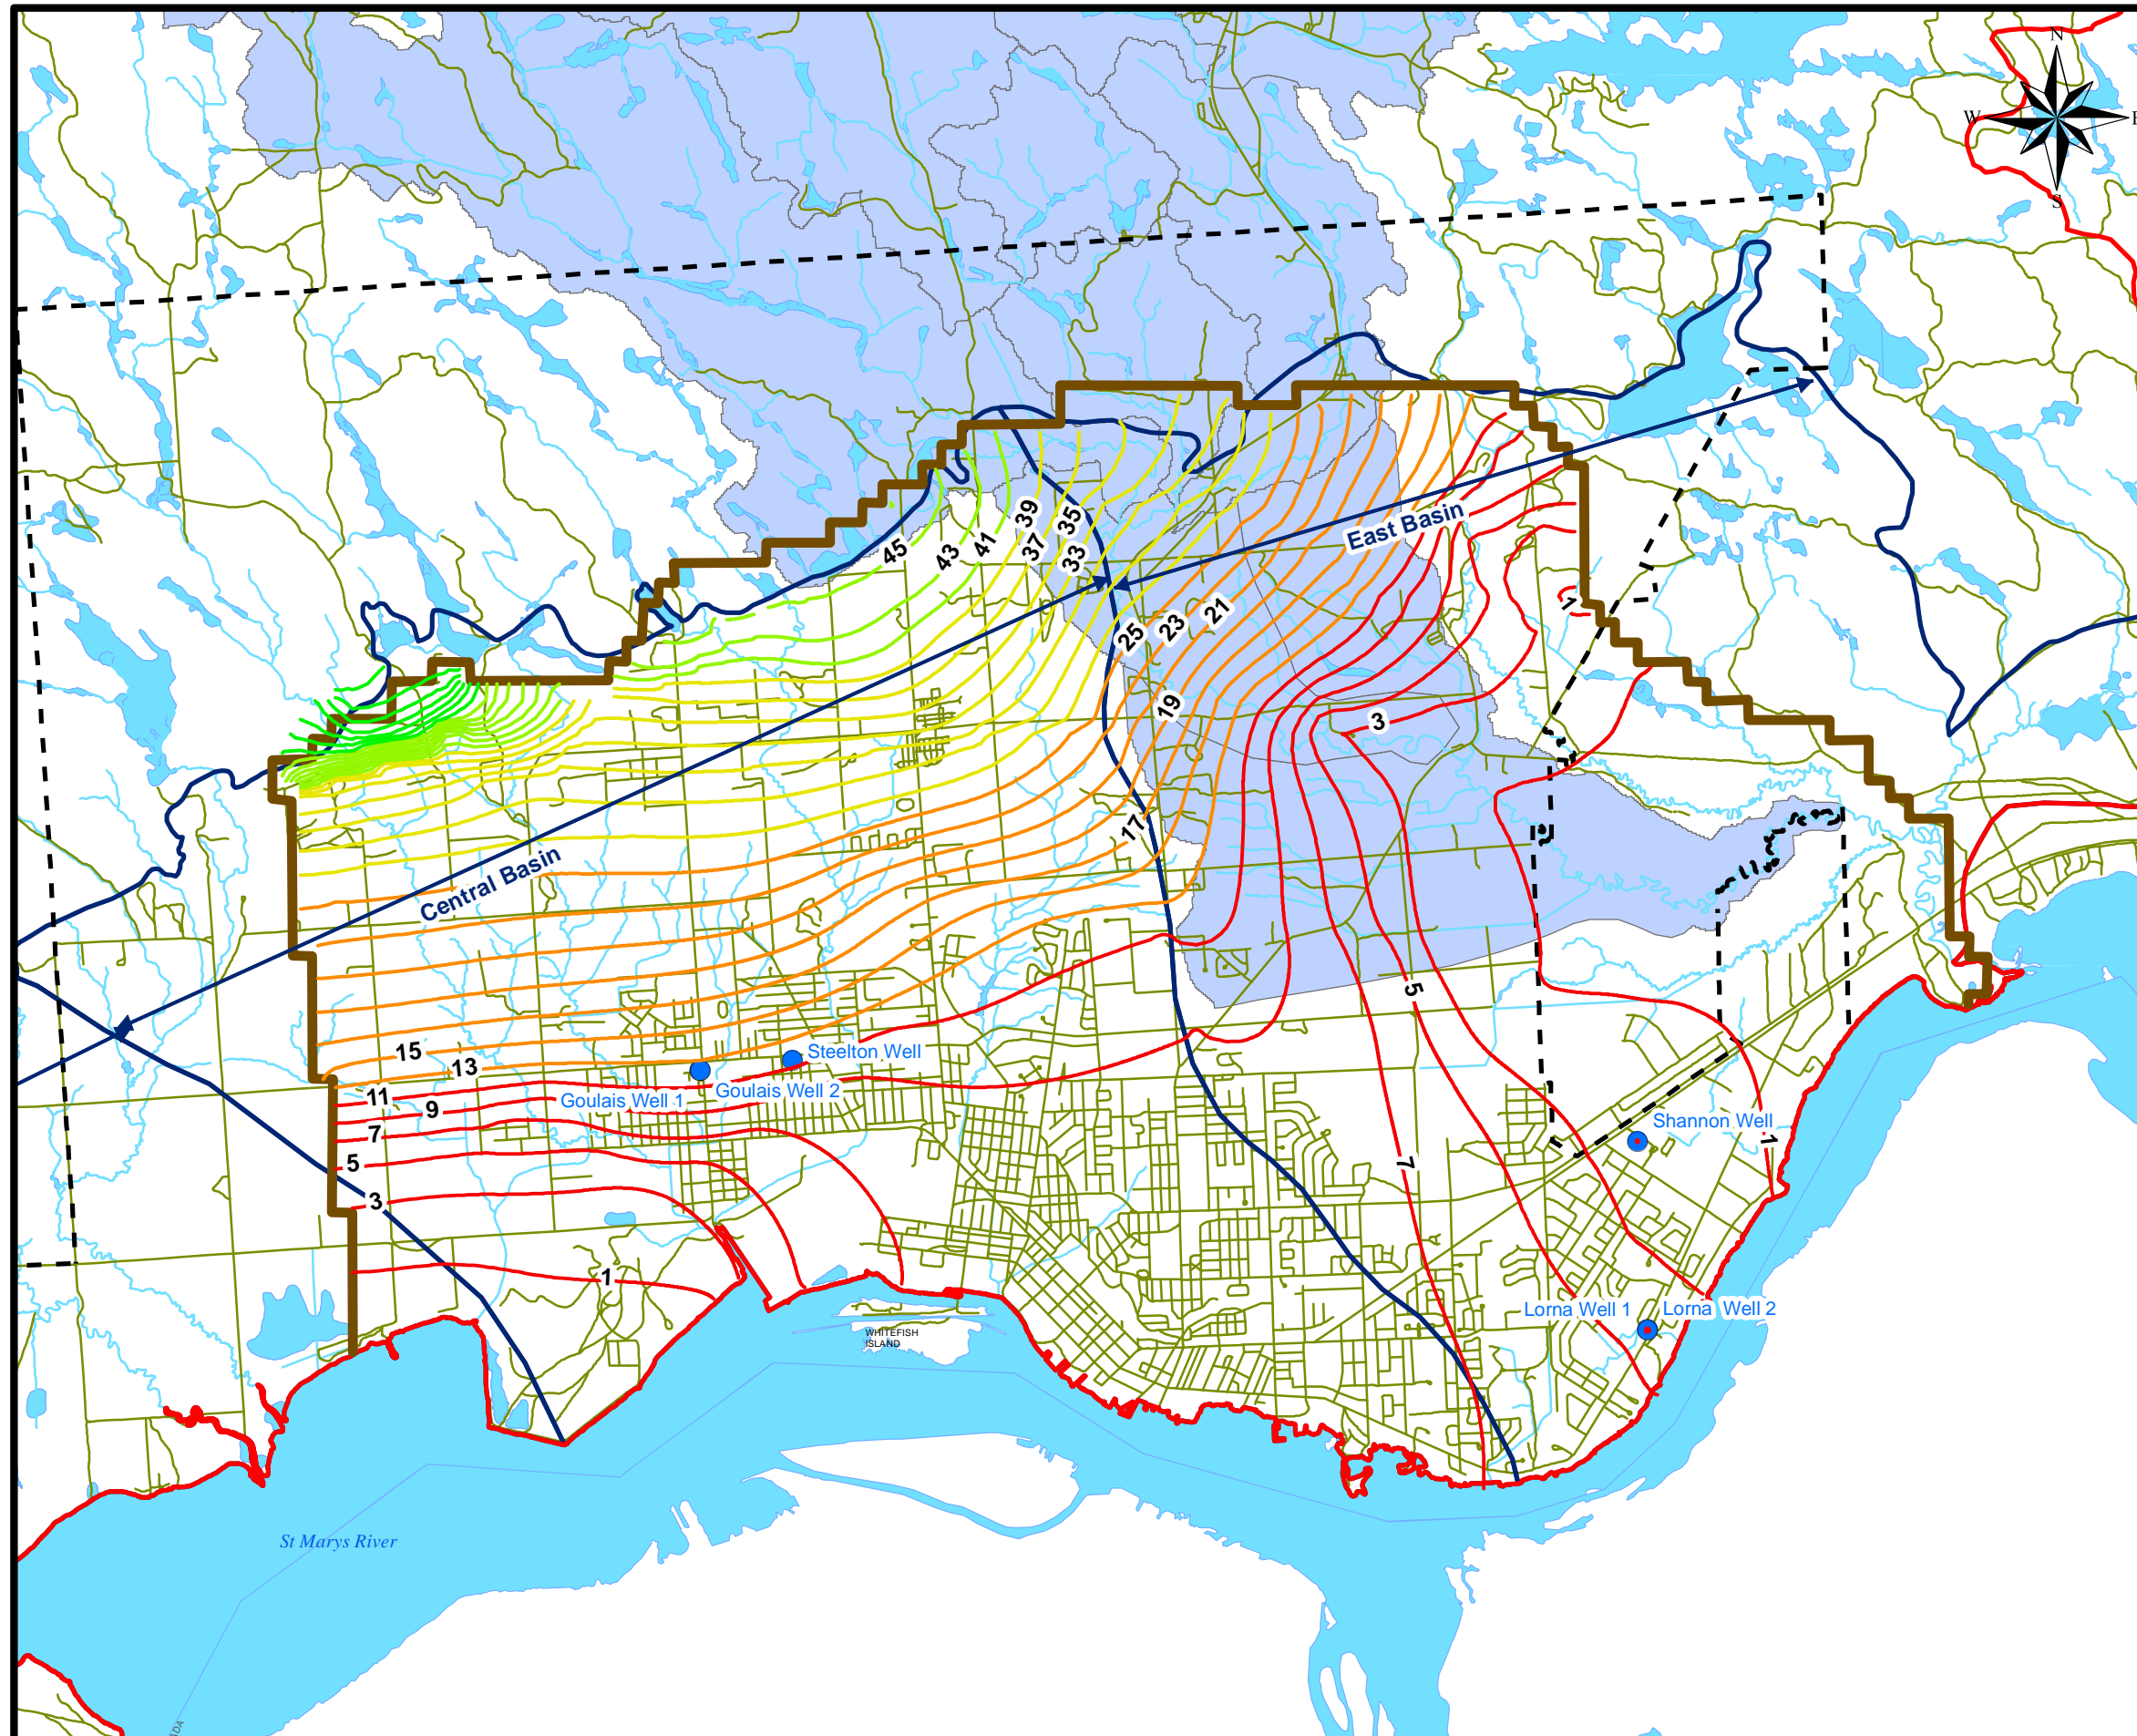 N
W
E
S
39
35
45
43
41
37
33
East Basin
1
25
23
21
19
3
17
Central Basin
5
15
13
Steelton Well
Goulais Well 1
Goulais Well 2
11
9
7
5
3
Shannon Well
1
7
1
Lorna Well 1
Lorna Well 2
WHITEFISH
ISLAND
St Marys River
ADA